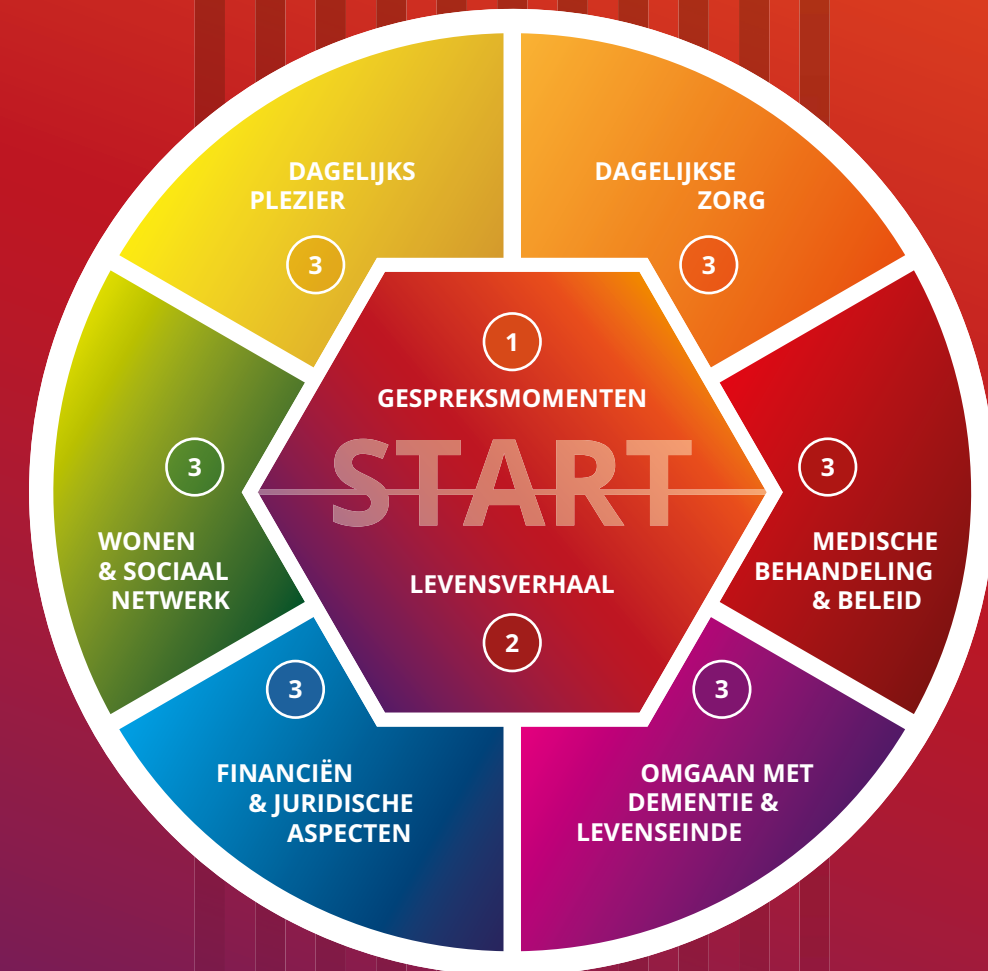 DAGELIJKS
PLEZIER
3
DAGELIJKSE
ZORG
3
1
GESPREKSMOMENTEN
START
LEVENSVERHAAL
2
3
WONEN
& SOCIAAL
NETWERK
3
MEDISCHE
BEHANDELING
& BELEID
3
FINANCIËN
& JURIDISCHE
ASPECTEN
3
OMGAAN MET
DEMENTIE &
LEVENSEINDE